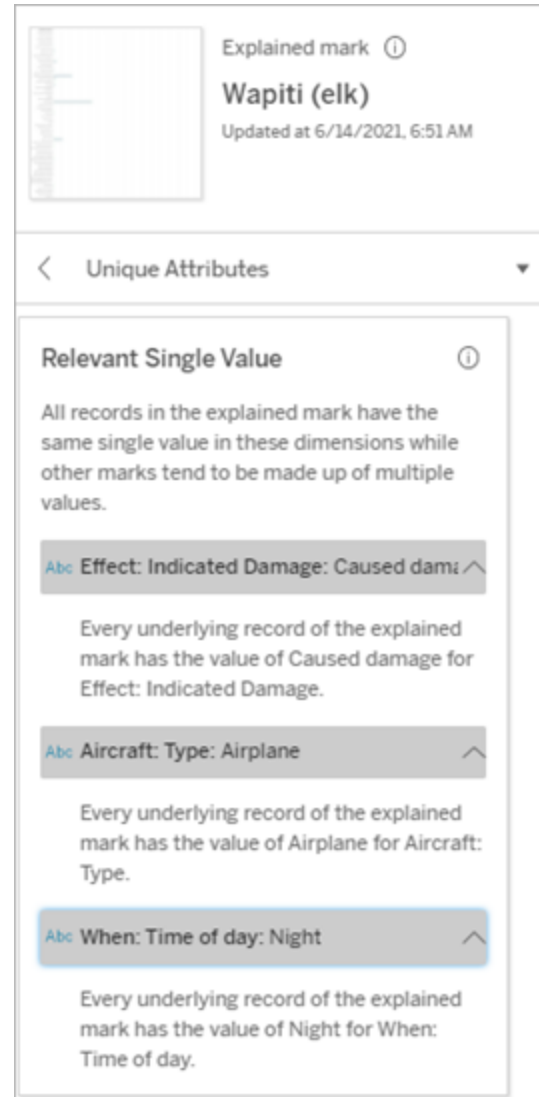 Explained mark
Wapiti (elk)
Updated at 6/14/2021, 6:51 AM
Unique Attributes
Relevant Single Value
All records in the explained mark have the
same single value in these dimensions while
other marks tend to be made up of multiple
values.
Abc Effect: Indicated Damage: Caused dama
Every underlying record of the explained
mark has the value of Caused damage for
Effect: Indicated Damage.
Abc Aircraft: Type: Airplane
Every underlying record of the explained
mark has the value of Airplane for Aircraft:
Type.
Abc When: Time of day: Night
Every underlying record of the explained
mark has the value of Night for When:
Time of day.